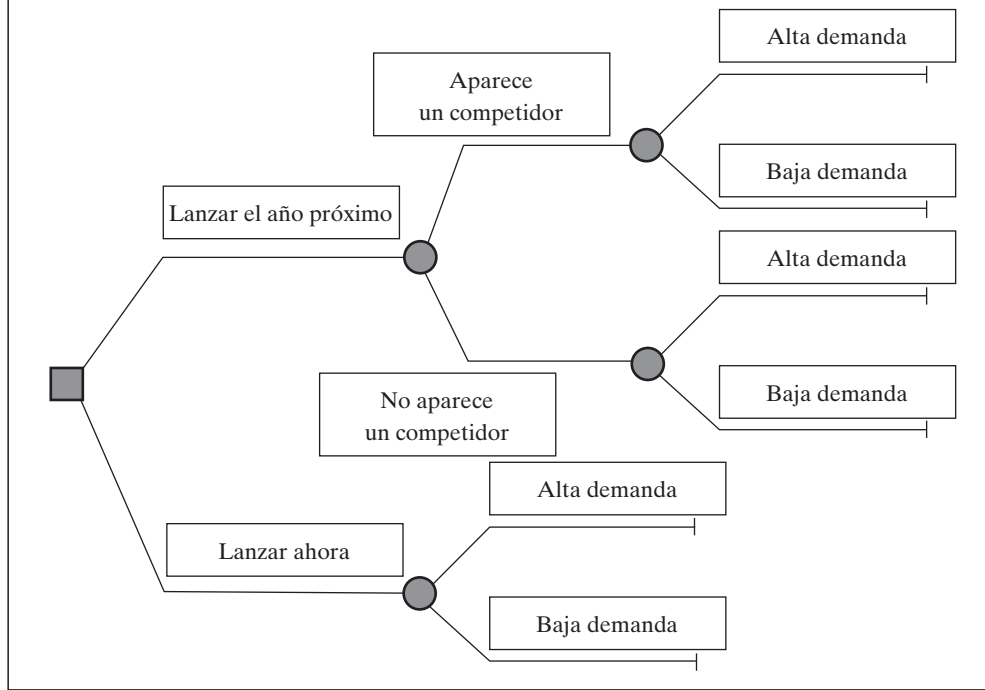 Alta demanda
Aparece
un competidor
Baja demanda
Lanzar el año próximo
Alta demanda
No aparece
un competidor
Baja demanda
Alta demanda
Lanzar ahora
Baja demanda